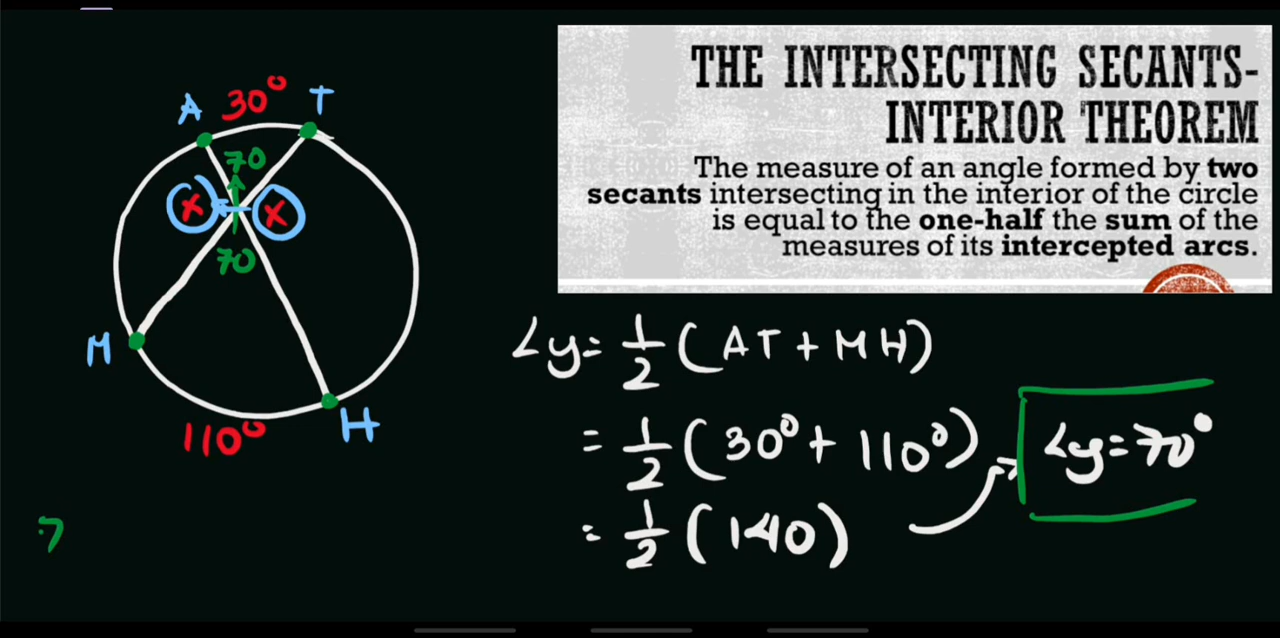 A 30° T
70
x x
70
M
110° H
7
THE INTERSECTING SECANTS-
INTERIOR THEOREM
The measure of an angle formed by two
secants intersecting in the interior of the circle
is equal to the one-half the sum of the
measures of its intercepted arcs.
∠y = 1/2 (AT + MH)
= 1/2 (30° + 110°)
= 1/2 (140)
∠y = 70°